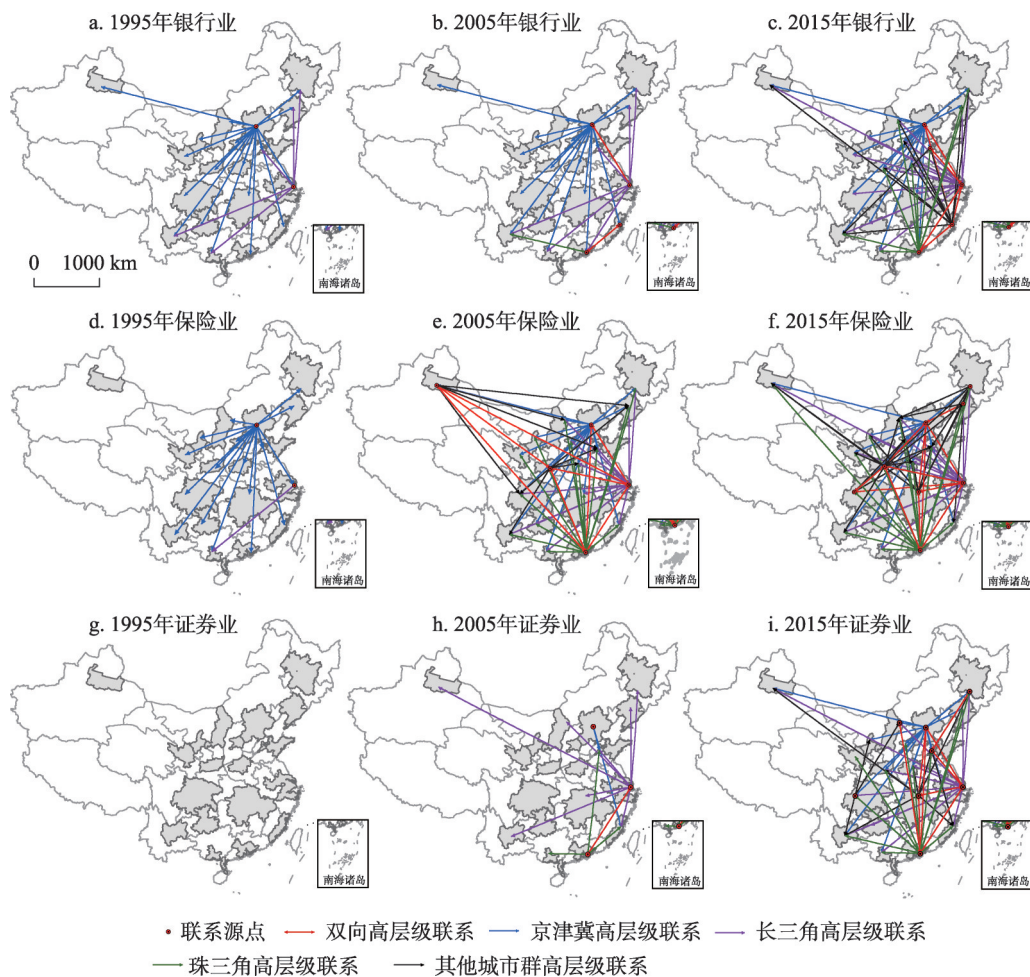 a. 1995年银行业
b. 2005年银行业
c. 2015年银行业
0 1000 km
南海诸岛
南海诸岛
南海诸岛
d. 1995年保险业
e. 2005年保险业
f. 2015年保险业
南海诸岛
南海诸岛
南海诸岛
g. 1995年证券业
h. 2005年证券业
i. 2015年证券业
南海诸岛
南海诸岛
南海诸岛
联系源点 双向高层级联系 京津冀高层级联系 长三角高层级联系
珠三角高层级联系 其他城市群高层级联系